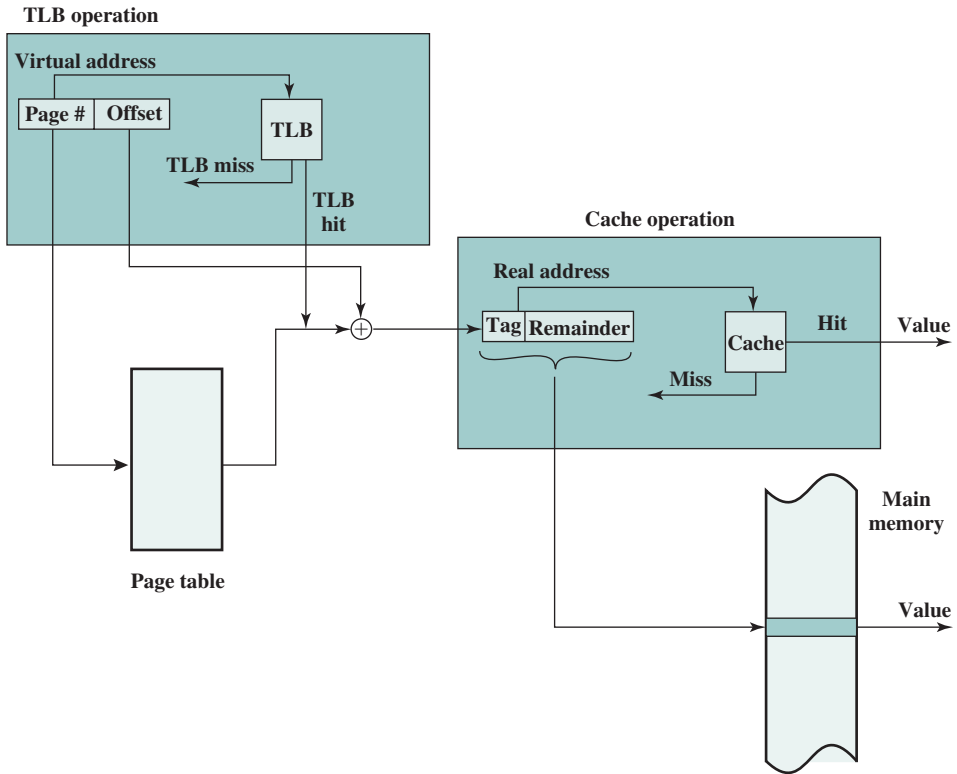 TLB operation
Virtual address
Page #
Offset
TLB
TLB miss
TLB
hit
Cache operation
Real address
Tag
Remainder
Cache
Hit
Value
Miss
Page table
Main
memory
Value